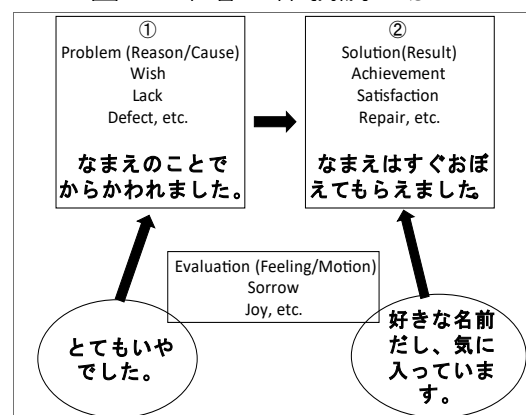 ①
Problem (Reason/Cause)
Wish
Lack
Defect, etc.
なまえのことで
からかわれました。
②
Solution(Result)
Achievement
Satisfaction
Repair, etc.
なまえはすぐおぼ
えてもらえました。
Evaluation (Feeling/Motion)
Sorrow
Joy, etc.
とてもいや
でした。
好きな名前
だし、気に
入っていま
す。